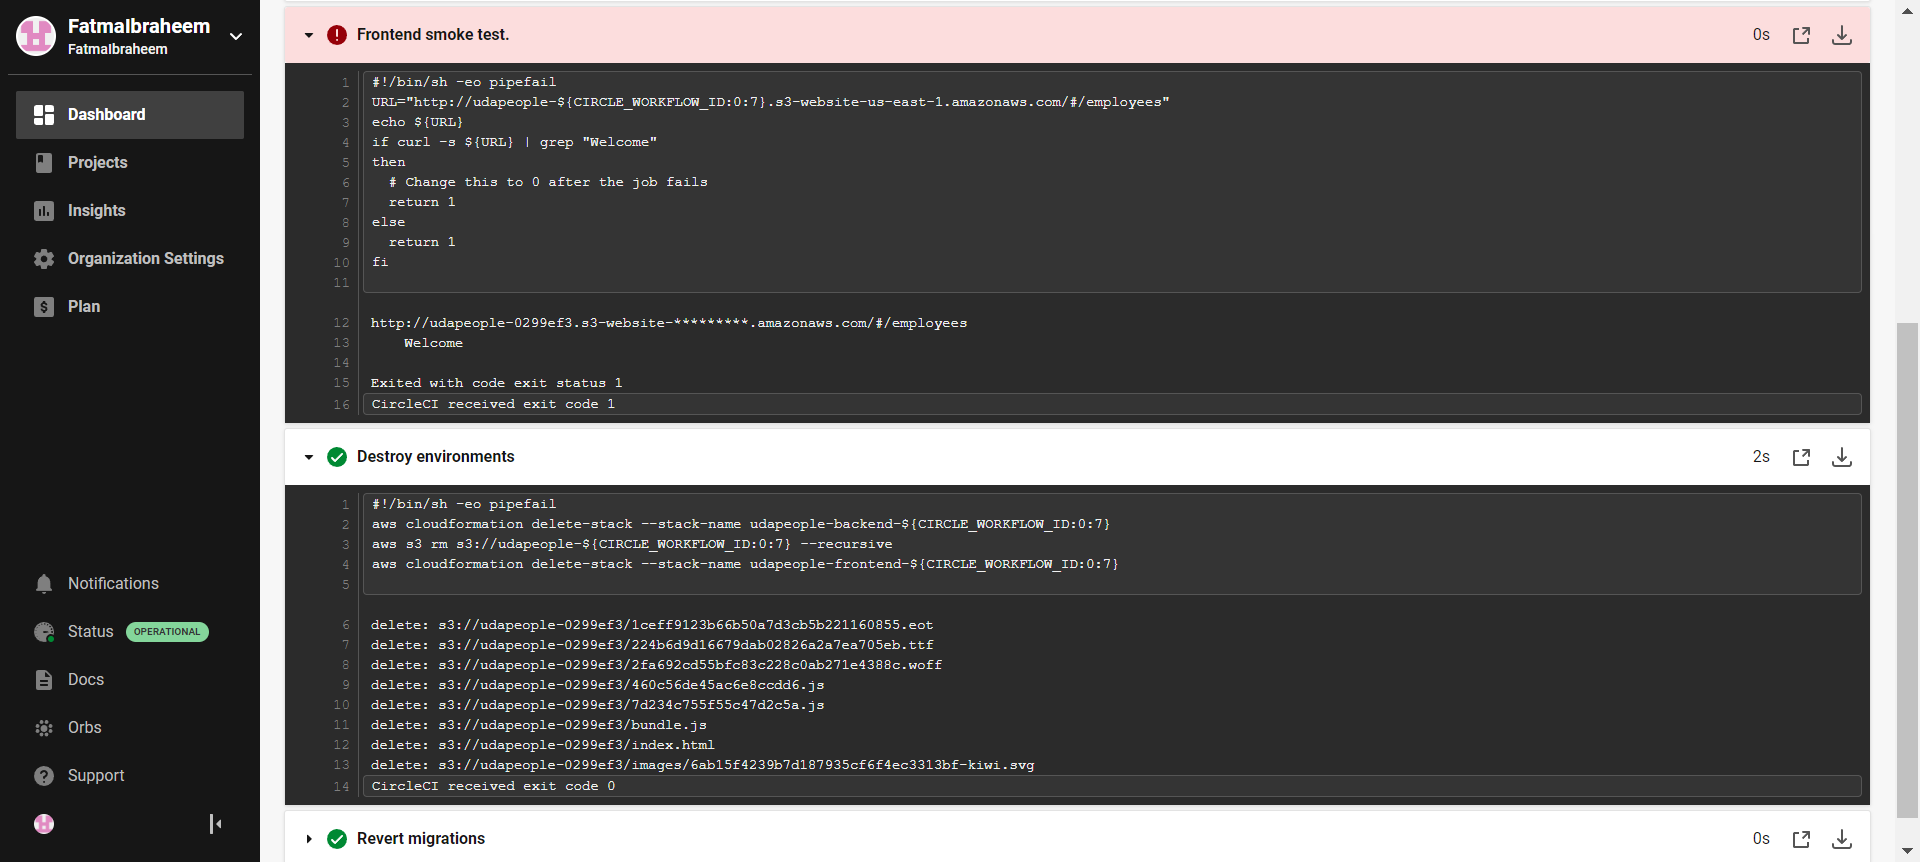 FatmaIbraheem
FatmaIbraheem
Dashboard
Projects
Insights
Organization Settings
Plan
Notifications
Status OPERATIONAL
Docs
Orbs
Support
Frontend smoke test. 0s
1 #!/bin/sh -eo pipefail
2 URL="http://udapeople-${CIRCLE_WORKFLOW_ID:0:7}.s3-website-us-east-1.amazonaws.com/#/employees"
3 echo ${URL}
4 if curl -s ${URL} | grep "Welcome"
5 then
6 # Change this to 0 after the job fails
7 return 1
8 else
9 return 1
10 fi
11
12 http://udapeople-0299ef3.s3-website-*********.amazonaws.com/#/employees
13 Welcome
14
15 Exited with code exit status 1
16 CircleCI received exit code 1
Destroy environments 2s
1 #!/bin/sh -eo pipefail
2 aws cloudformation delete-stack --stack-name udapeople-backend-${CIRCLE_WORKFLOW_ID:0:7}
3 aws s3 rm s3://udapeople-${CIRCLE_WORKFLOW_ID:0:7} --recursive
4 aws cloudformation delete-stack --stack-name udapeople-frontend-${CIRCLE_WORKFLOW_ID:0:7}
5
6 delete: s3://udapeople-0299ef3/1ceff9123b66b50a7d3cb5b221160855.eot
7 delete: s3://udapeople-0299ef3/224b6d9d16679dab02826a2a7ea705eb.ttf
8 delete: s3://udapeople-0299ef3/2fa692cd55bfc83c228c0ab271e4388c.woff
9 delete: s3://udapeople-0299ef3/460c56de45ac6e8ccdd6.js
10 delete: s3://udapeople-0299ef3/7d234c755f55c47d2c5a.js
11 delete: s3://udapeople-0299ef3/bundle.js
12 delete: s3://udapeople-0299ef3/index.html
13 delete: s3://udapeople-0299ef3/images/6ab15f4239b7d187935cf6f4ec3313bf-kiwi.svg
14 CircleCI received exit code 0
Revert migrations 0s